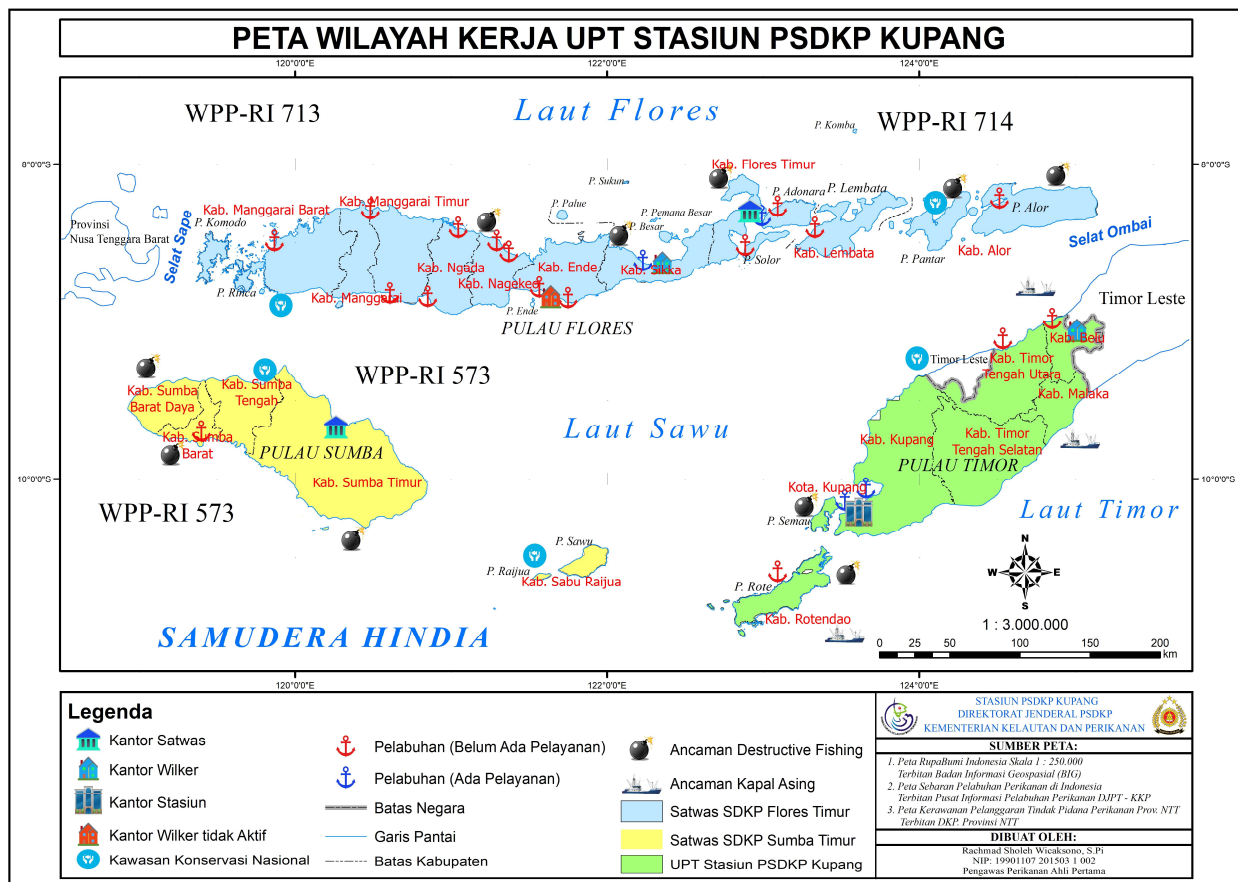 PETA WILAYAH KERJA UPT STASIUN PSDKP KUPANG
120°0'0"E
122°0'0"E
124°0'0"E
WPP-RI 713
Laut Flores
P. Komba
WPP-RI 714
8°0'0"S
8°0'0"S
Kab. Flores Timur
P. Sukun
P. Adonara
P. Lembata
Kab. Manggarai Timur
Kab. Manggarai Barat
P. Palue
P. Pemana Besar
P. Besar
P. Alor
Provinsi
Nusa Tenggara Barat
Selat Sape
P. Komodo
Selat Ombai
Kab. Alor
P. Pantar
Kab. Lembata
P. Solor
Kab. Sikka
Kab. Ende
Kab. Ngada
Kab. Nagekeo
P. Rinca
Kab. Manggarai
P. Ende
PULAU FLORES
Timor Leste
Kab. Belu
Timor Leste
Kab. Timor
Tengah Utara
WPP-RI 573
Kab. Sumba
Barat Daya
Kab. Sumba
Tengah
Kab. Malaka
Laut Sawu
Kab. Sumba
Barat
PULAU SUMBA
Kab. Kupang
Kab. Timor
Tengah Selatan
PULAU TIMOR
Kab. Sumba Timur
10°0'0"S
10°0'0"S
Kota. Kupang
WPP-RI 573
P. Semau
Laut Timor
P. Sawu
P. Raijua
Kab. Sabu Raijua
P. Rote
Kab. Rotendao
N
W
E
S
SAMUDERA HINDIA
1 : 3.000.000
0
50
100
150
200
km
120°0'0"E
122°0'0"E
124°0'0"E
Legenda
Kantor Satwas
Kantor Wilker
Kantor Stasiun
Kantor Wilker tidak Aktif
Kawasan Konservasi Nasional
Pelabuhan (Belum Ada Pelayanan)
Pelabuhan (Ada Pelayanan)
Batas Negara
Garis Pantai
Batas Kabupaten
Ancaman Destructive Fishing
Ancaman Kapal Asing
Satwas SDKP Flores Timur
Satwas SDKP Sumba Timur
UPT Stasiun PSDKP Kupang
STASIUN PSDKP KUPANG
DIREKTORAT JENDERAL PSDKP
KEMENTERIAN KELAUTAN DAN PERIKANAN
SUMBER PETA:
1. Peta RupaBumi Indonesia Skala 1 : 250.000
Terbitan Badan Informasi Geospasial (BIG)
2. Peta Sebaran Pelabuhan Perikanan di Indonesia
Terbitan Pusat Informasi Pelabuhan Perikanan DJPT - KKP
3. Peta Kerawanan Pelanggaran Tindak Pidana Perikanan Prov. NTT
Terbitan DKP. Provinsi NTT
DIBUAT OLEH:
Rachmad Sholeh Wicaksono, S.Pi
NIP: 19901107 201503 1 002
Pengawas Perikanan Ahli Pertama